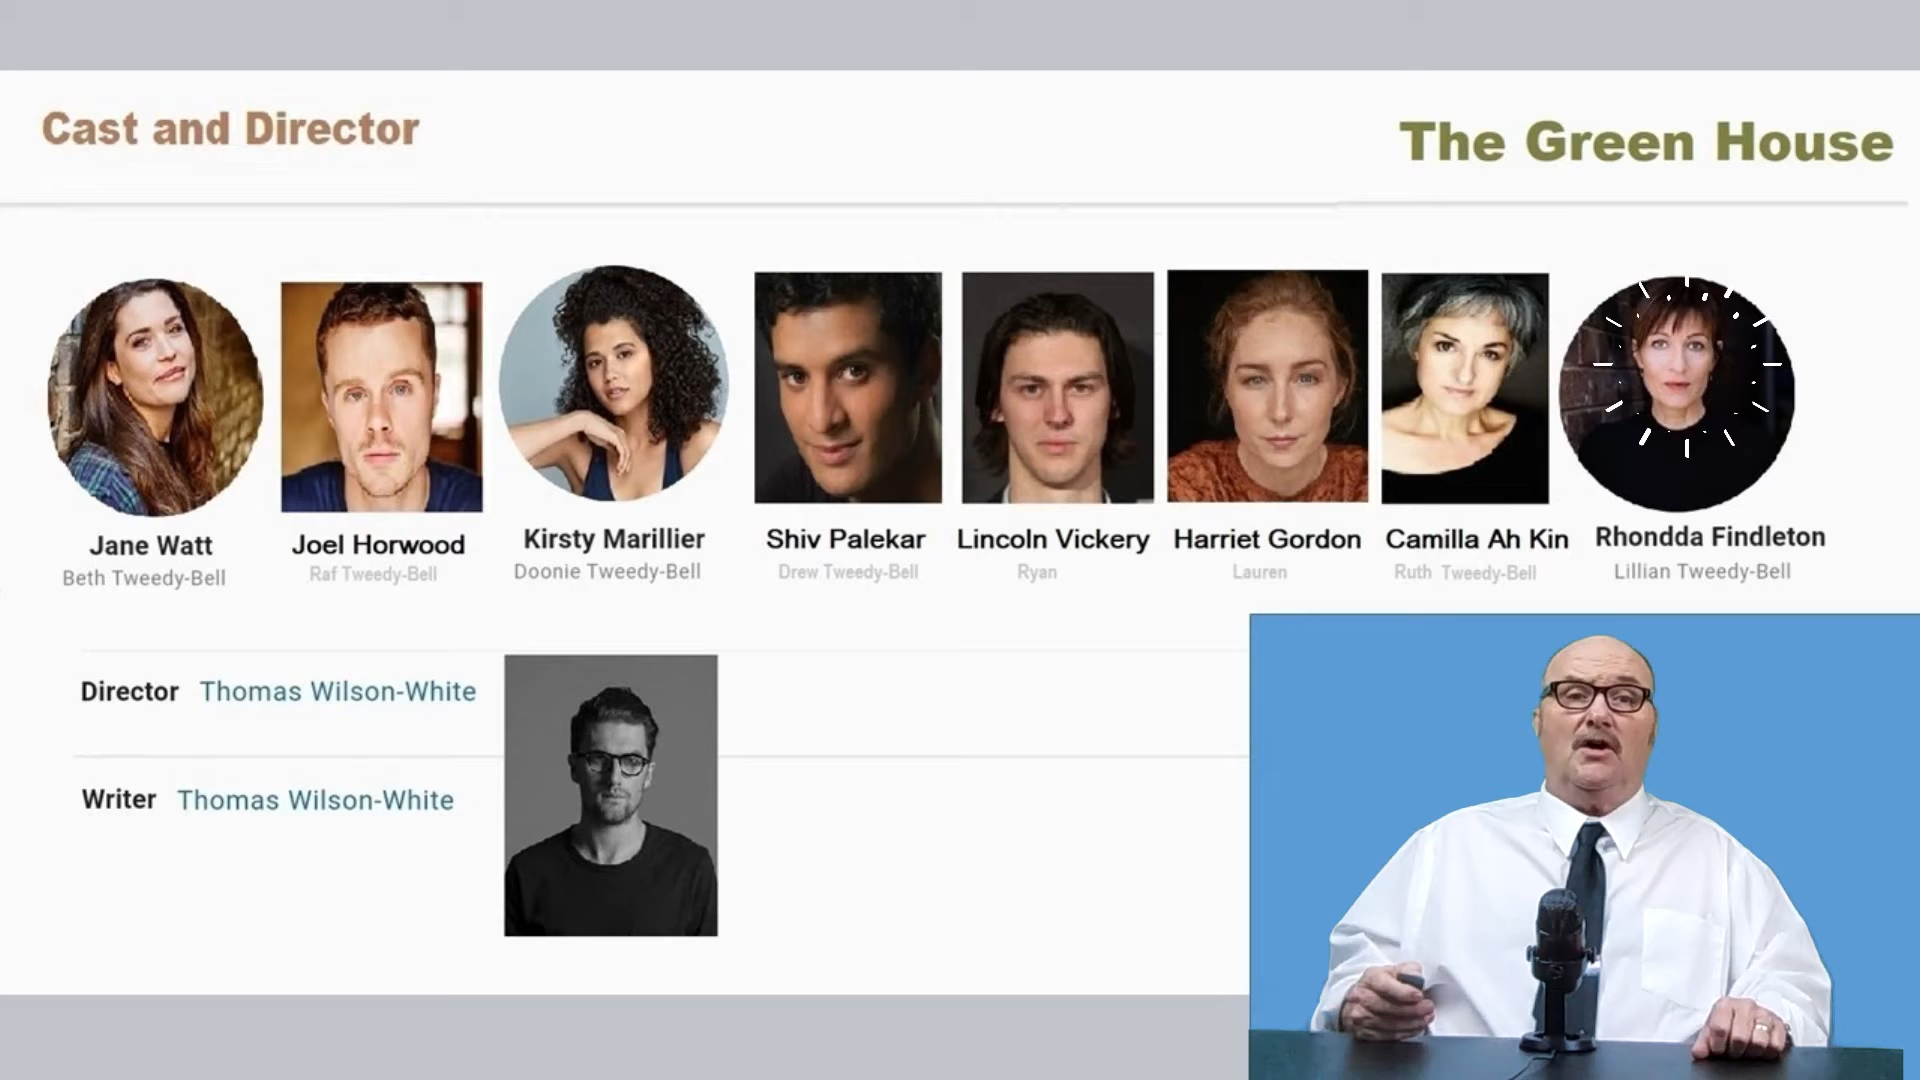 Cast and Director
The Green House
Jane Watt
Beth Tweedy-Bell
Joel Horwood
Raf Tweedy-Bell
Kirsty Marillier
Doonie Tweedy-Bell
Shiv Palekar
Drew Tweedy-Bell
Lincoln Vickery
Ryan
Harriet Gordon
Lauren
Camilla Ah Kin
Ruth Tweedy-Bell
Rhondda Findleton
Lillian Tweedy-Bell
Director Thomas Wilson-White
Writer Thomas Wilson-White